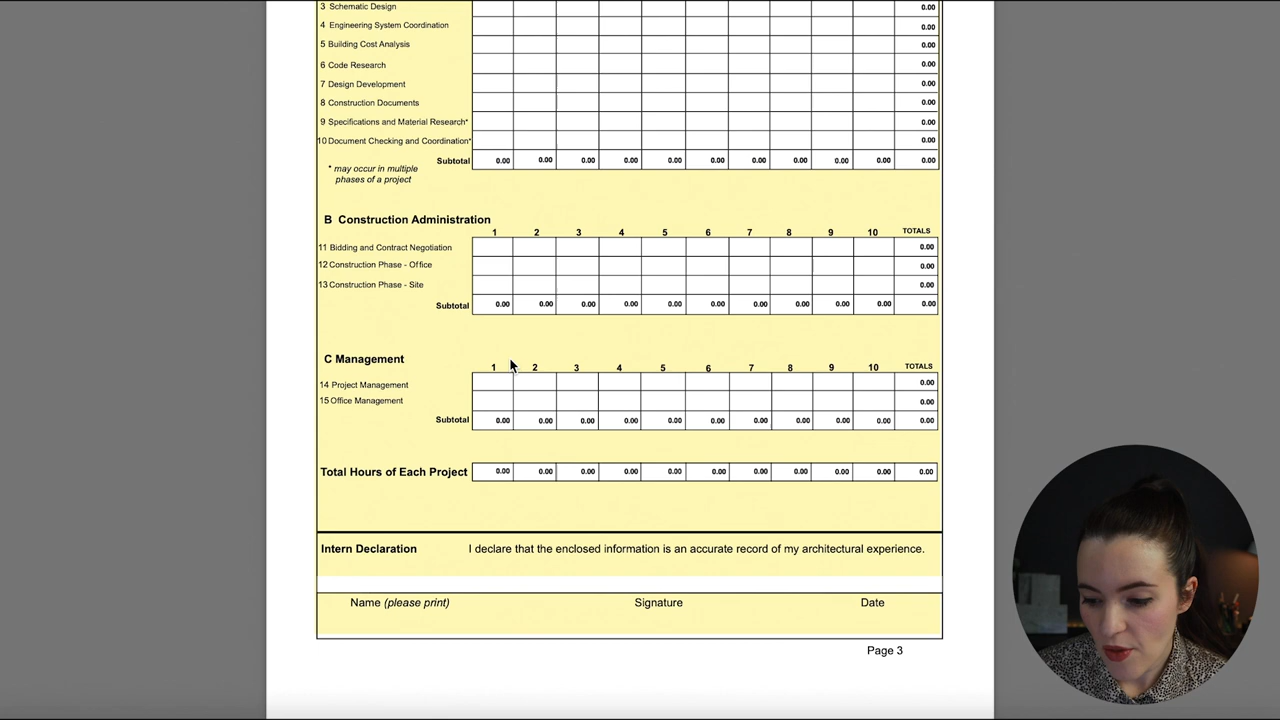 3 Schematic Design 0.00
4 Engineering System Coordination 0.00
5 Building Cost Analysis 0.00
6 Code Research 0.00
7 Design Development 0.00
8 Construction Documents 0.00
9 Specifications and Material Research* 0.00
10 Document Checking and Coordination* 0.00
Subtotal 0.00 0.00 0.00 0.00 0.00 0.00 0.00 0.00 0.00 0.00 0.00
* may occur in multiple
phases of a project
B Construction Administration
1 2 3 4 5 6 7 8 9 10 TOTALS
11 Bidding and Contract Negotiation 0.00
12 Construction Phase - Office 0.00
13 Construction Phase - Site 0.00
Subtotal 0.00 0.00 0.00 0.00 0.00 0.00 0.00 0.00 0.00 0.00 0.00
C Management
1 2 3 4 5 6 7 8 9 10 TOTALS
14 Project Management 0.00
15 Office Management 0.00
Subtotal 0.00 0.00 0.00 0.00 0.00 0.00 0.00 0.00 0.00 0.00 0.00
Total Hours of Each Project 0.00 0.00 0.00 0.00 0.00 0.00 0.00 0.00 0.00 0.00 0.00
Intern Declaration I declare that the enclosed information is an accurate record of my architectural experience.
Name (please print) Signature Date
Page 3